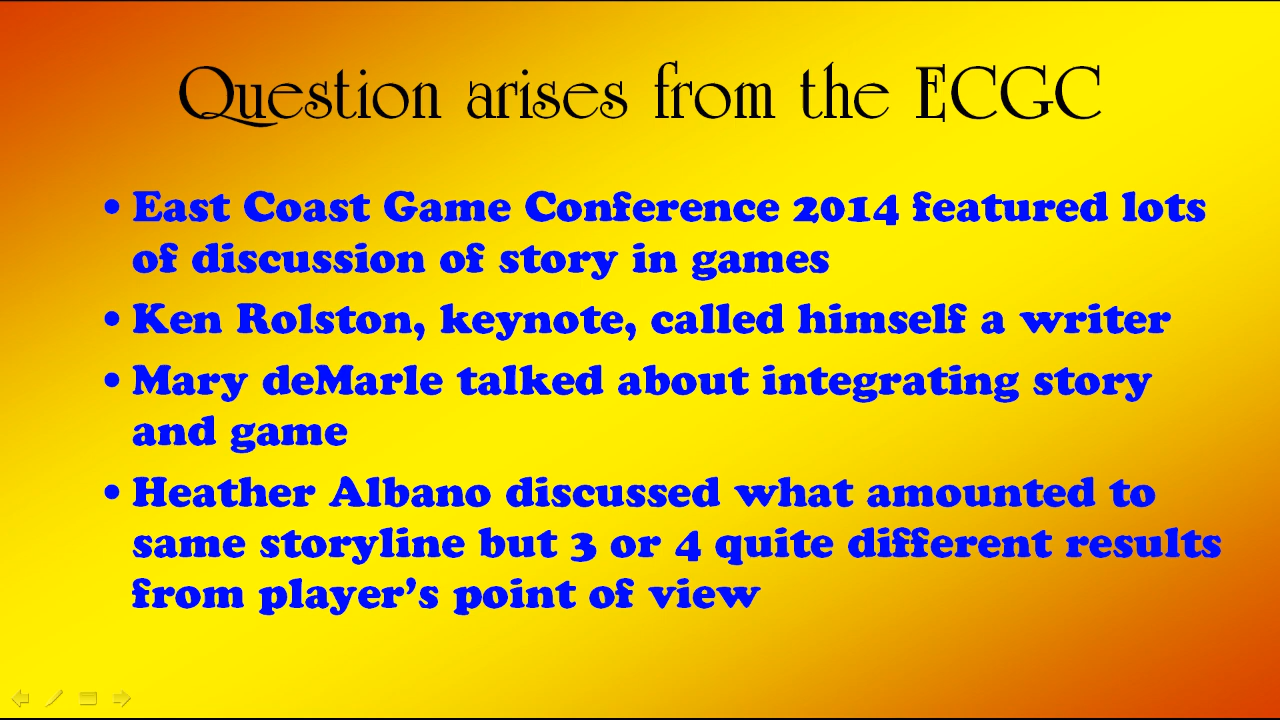 Question arises from the ECGC
• East Coast Game Conference 2014 featured lots
of discussion of story in games
• Ken Rolston, keynote, called himself a writer
• Mary deMarle talked about integrating story
and game
• Heather Albano discussed what amounted to
same storyline but 3 or 4 quite different results
from player’s point of view